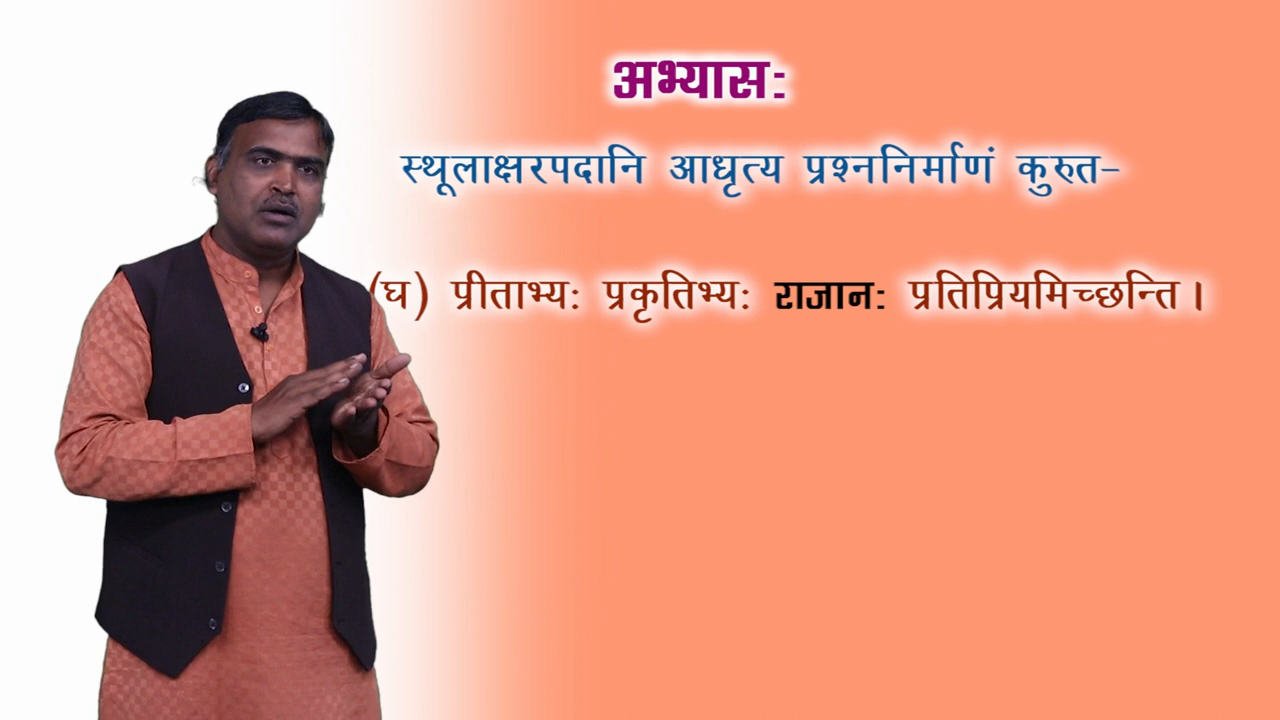 अभ्यासः
स्थूलाक्षरपदानि आधृत्य प्रश्ननिर्माणं कुरुत-
(घ) प्रीताभ्यः प्रकृतिभ्यः राजानः प्रतिप्रियमिच्छन्ति।